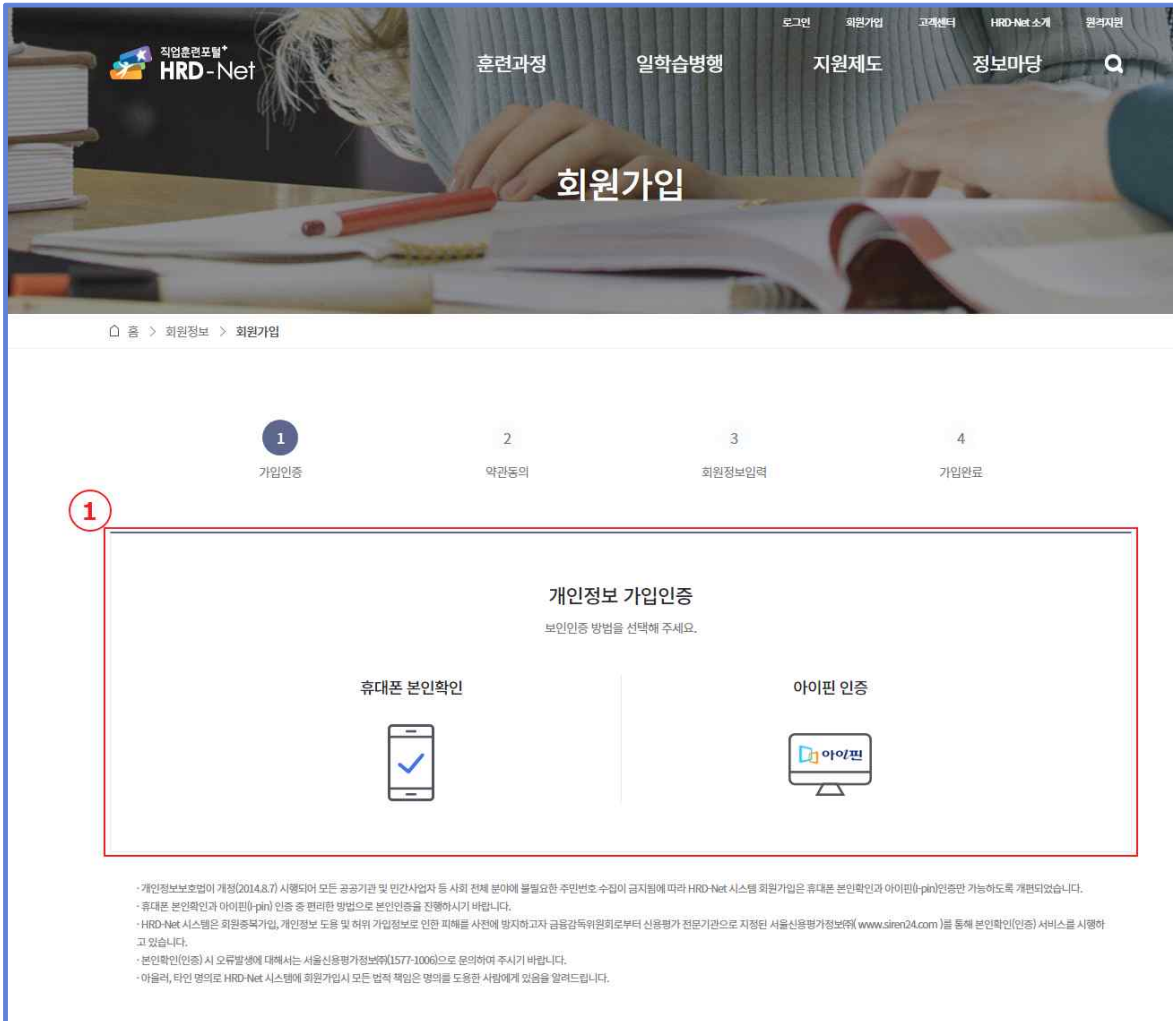 로그인 회원가입 고객센터 HRD-Net 소개 원격지원
직업훈련포털+
HRD-Net
훈련과정 일학습병행 지원제도 정보마당
회원가입
홈 > 회원정보 > 회원가입
1 2 3 4
가입인증 약관동의 회원정보입력 가입완료
1
개인정보 가입인증
보인인증 방법을 선택해 주세요.
휴대폰 본인확인 아이핀 인증
아이핀
· 개인정보보호법이 개정(2014.8.7) 시행되어 모든 공공기관 및 민간사업자 등 사회 전체 분야에 불필요한 주민번호 수집이 금지됨에 따라 HRD-Net 시스템 회원가입은 휴대폰 본인확인과 아이핀(I-pin)인증만 가능하도록 개편되었습니다.
· 휴대폰 본인확인과 아이핀(I-pin) 인증 중 편리한 방법으로 본인인증을 진행하시기 바랍니다.
· HRD-Net 시스템은 회원중복가입, 개인정보 도용 및 허위 가입정보로 인한 피해를 사전에 방지하고자 금융감독위원회로부터 신용평가 전문기관으로 지정된 서울신용평가정보㈜( www.siren24.com )를 통해 본인확인(인증) 서비스를 시행하
고 있습니다.
· 본인확인(인증) 시 오류발생에 대해서는 서울신용평가정보㈜(1577-1006)으로 문의하여 주시기 바랍니다.
· 아울러, 타인 명의로 HRD-Net 시스템에 회원가입시 모든 법적 책임은 명의를 도용한 사람에게 있음을 알려드립니다.